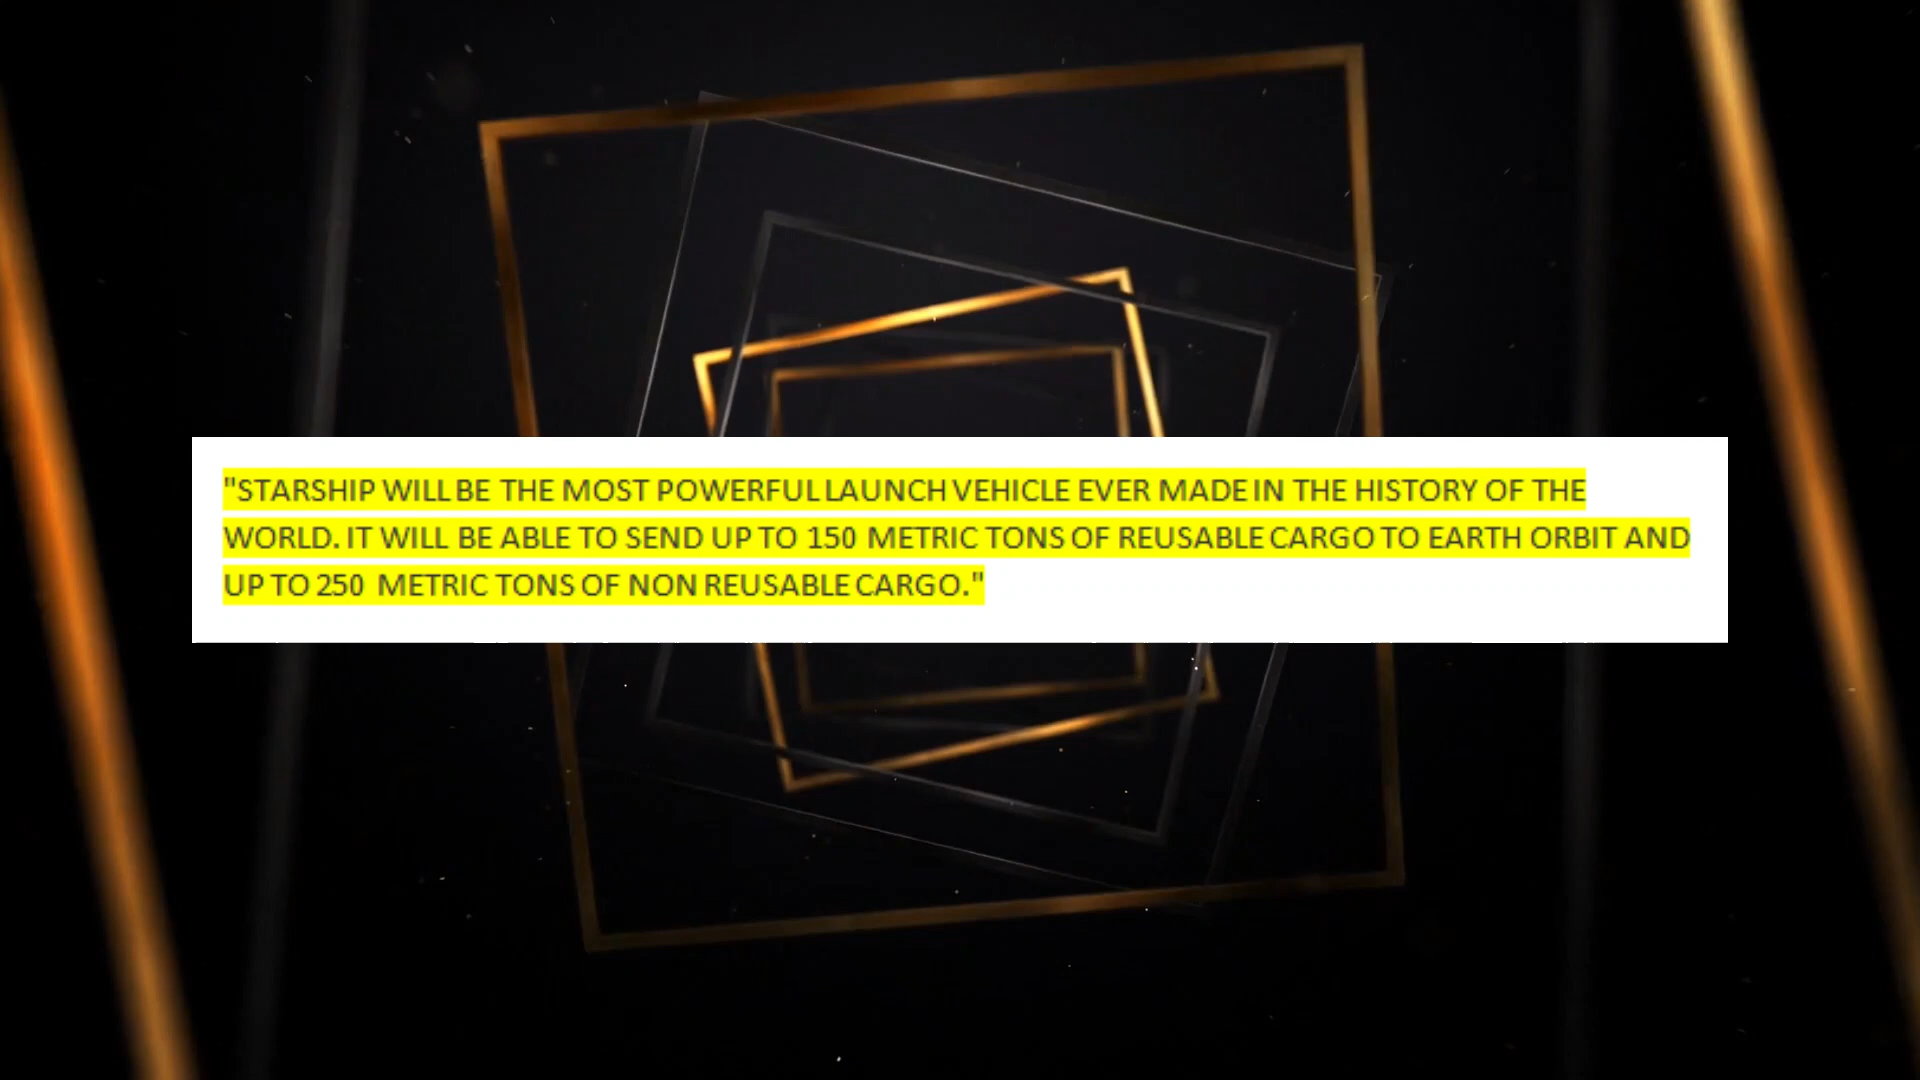 "STARSHIP WILL BE THE MOST POWERFUL LAUNCH VEHICLE EVER MADE IN THE HISTORY OF THE
WORLD. IT WILL BE ABLE TO SEND UP TO 150 METRIC TONS OF REUSABLE CARGO TO EARTH ORBIT AND
UP TO 250 METRIC TONS OF NON REUSABLE CARGO."